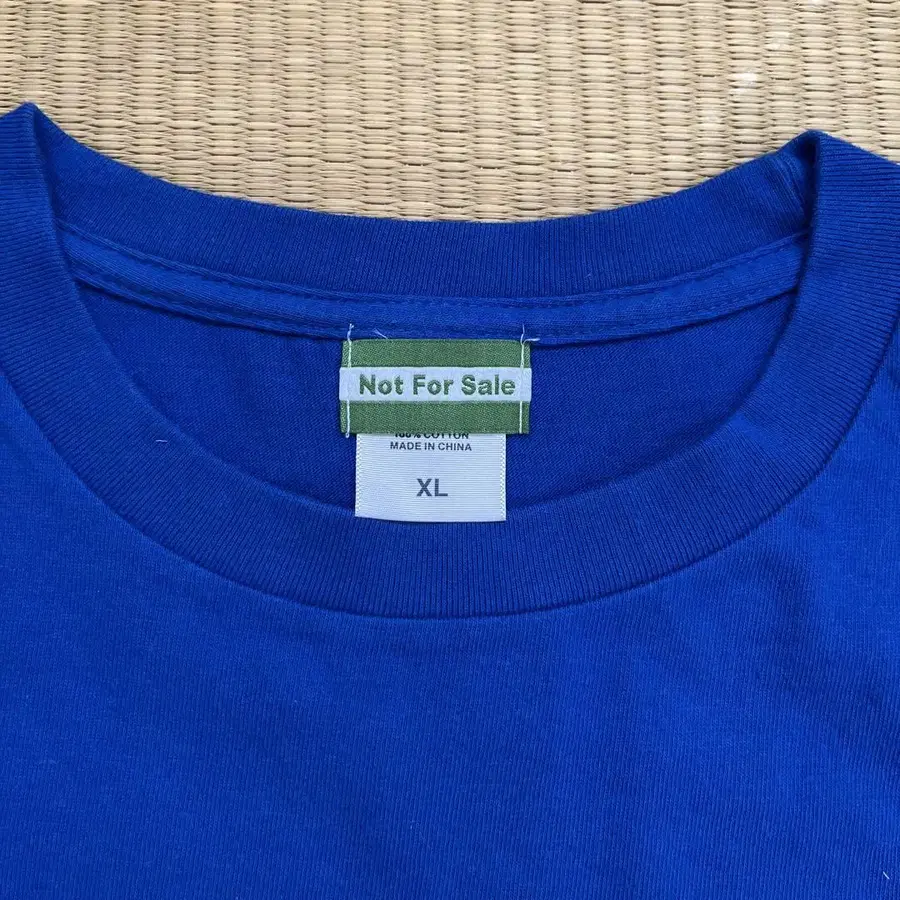 Not For Sale
100% COTTON
MADE IN CHINA
XL